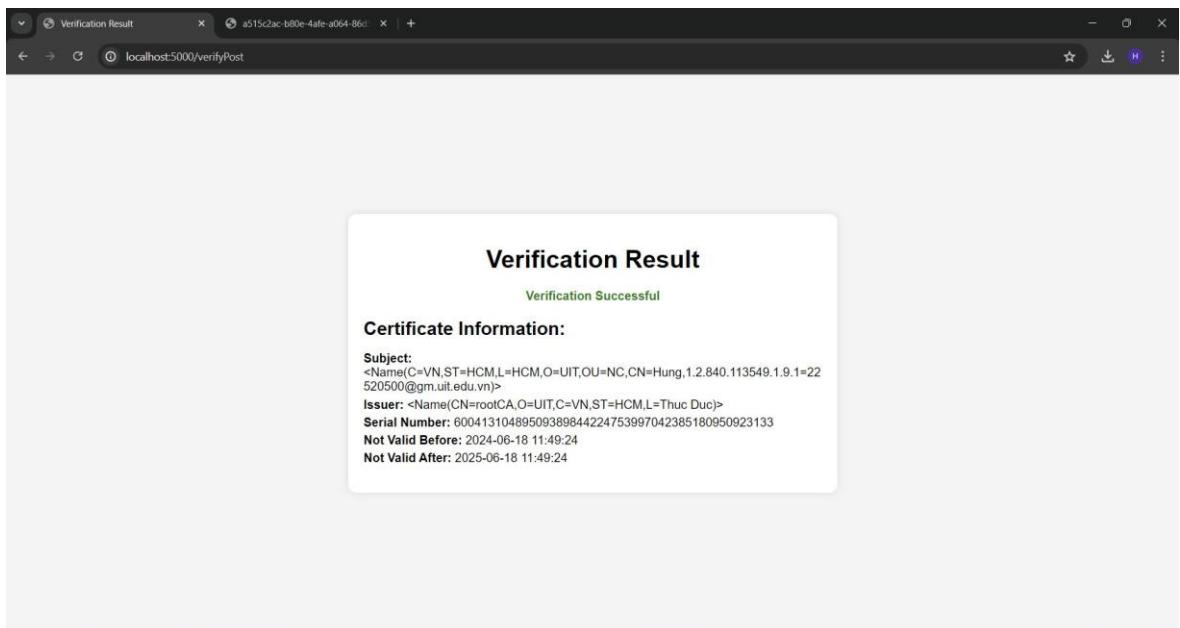 Verification Result
a515c2ac-b80e-4afe-a064-86d
localhost:5000/verifyPost
H
Verification Result
Verification Successful
Certificate Information:
Subject:
<Name(C=VN,ST=HCM,L=HCM,O=UIT,OU=NC,CN=Hung,1.2.840.113549.1.9.1=22
520500@gm.uit.edu.vn)>
Issuer: <Name(CN=rootCA,O=UIT,C=VN,ST=HCM,L=Thuc Duc)>
Serial Number: 600413104895093898442247539970423851809509​23133
Not Valid Before: 2024-06-18 11:49:24
Not Valid After: 2025-06-18 11:49:24